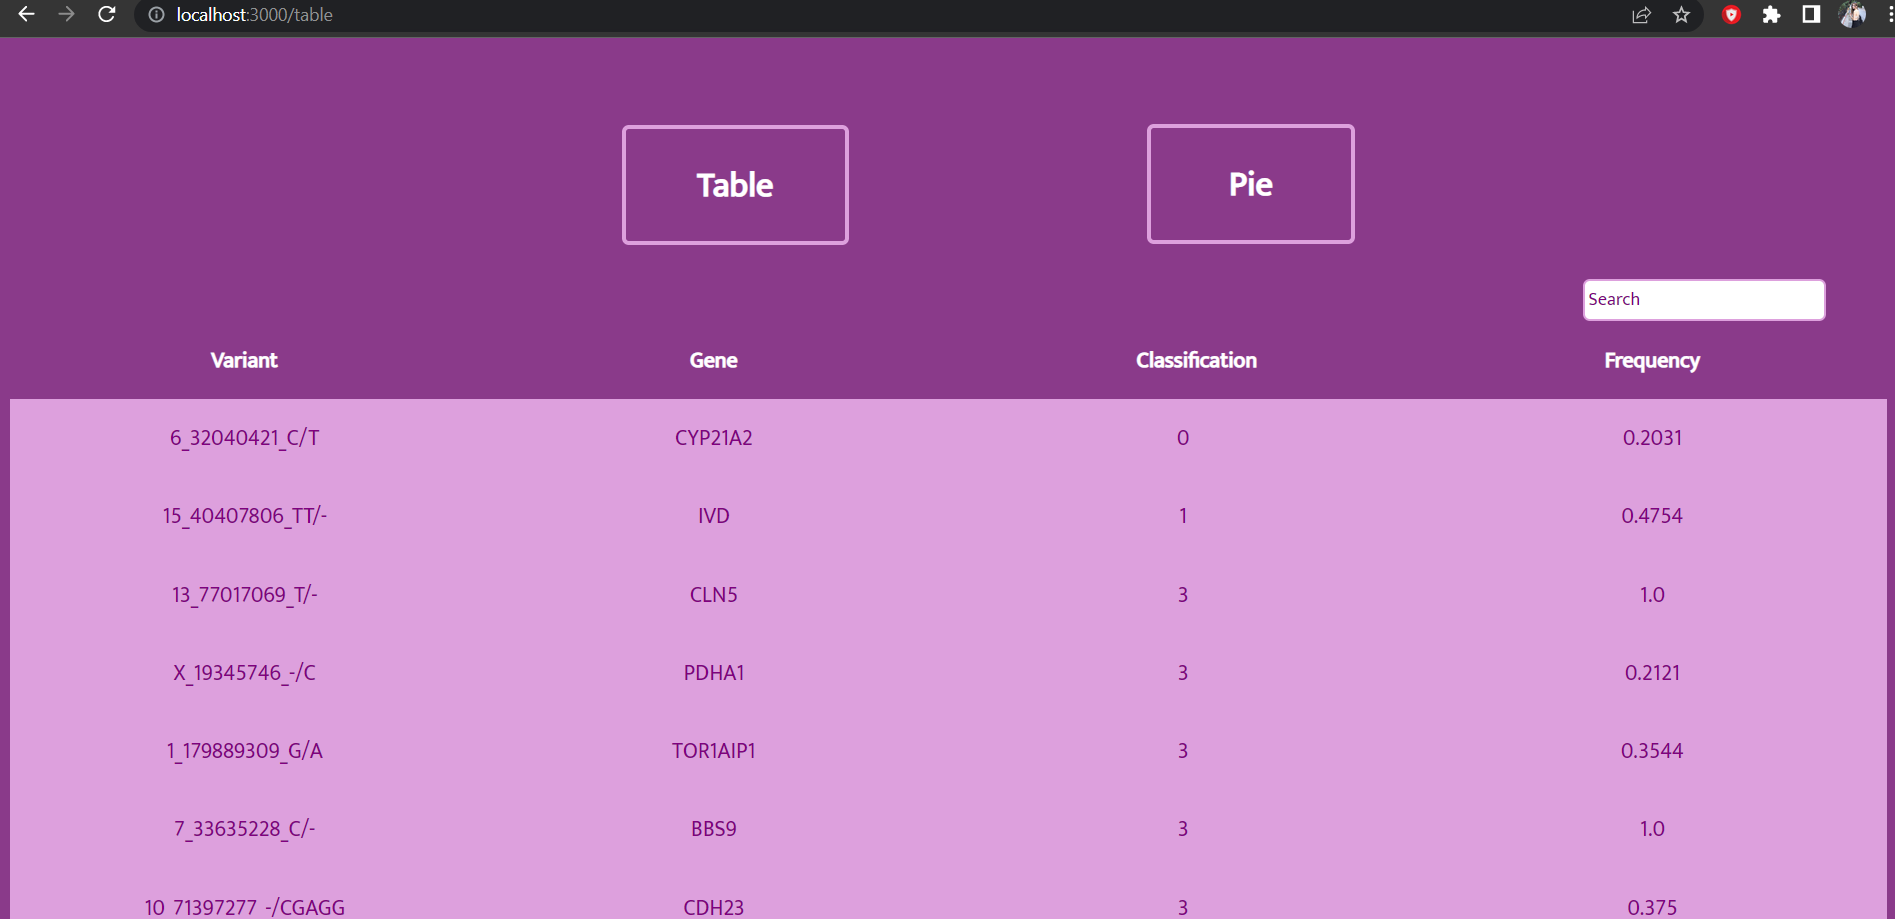 localhost:3000/table
Table Pie
Search
Variant Gene Classification Frequency
6_32040421_C/T CYP21A2 0 0.2031
15_40407806_TT/- IVD 1 0.4754
13_77017069_T/- CLN5 3 1.0
X_19345746_-/C PDHA1 3 0.2121
1_179889309_G/A TOR1AIP1 3 0.3544
7_33635228_C/- BBS9 3 1.0
10_71397277_-/CGAGG CDH23 3 0.375